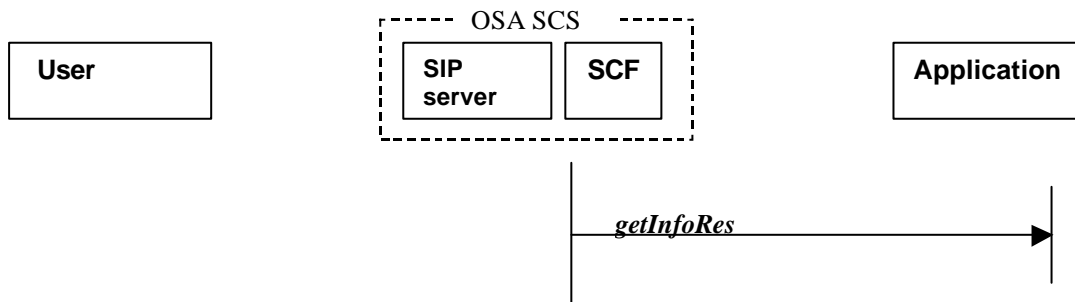 OSA SCS
User
SIP
server
SCF
Application
getInfoRes